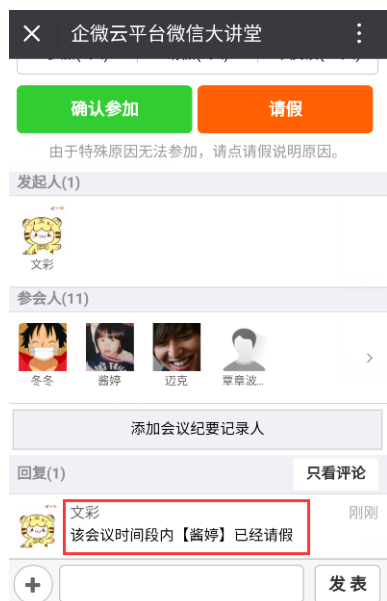 企微云平台微信大讲堂
确认参加
请假
由于特殊原因无法参加，请点请假说明原因。
发起人(1)
文彩
参会人(11)
冬冬 酱婷 迈克 覃章波...
添加会议纪要记录人
回复(1) 只看评论
文彩 刚刚
该会议时间段内【酱婷】已经请假
发表